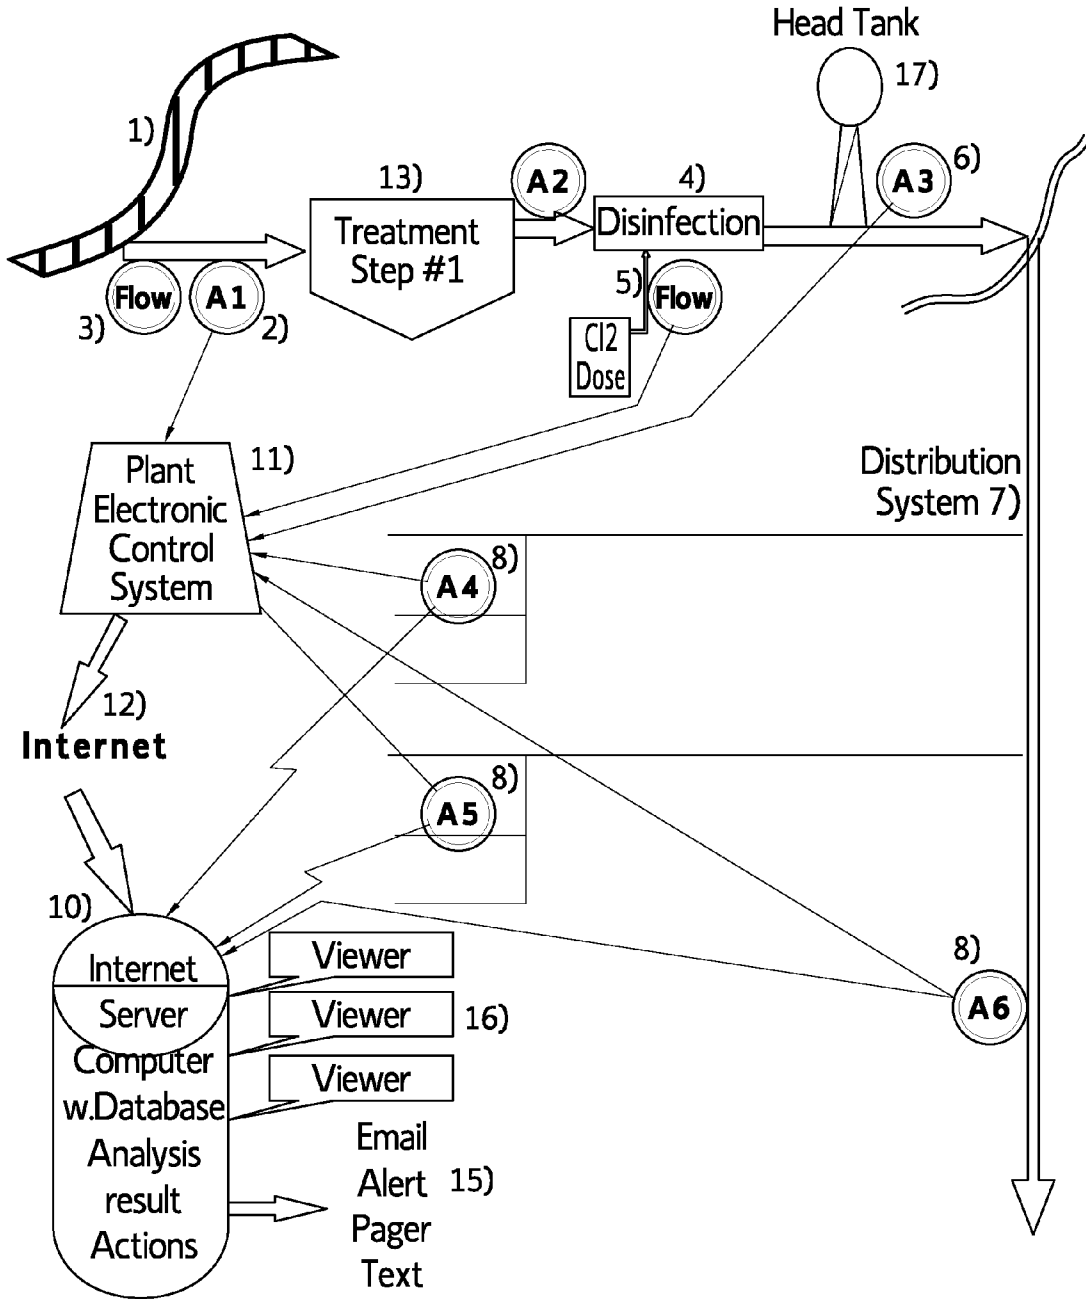 Head Tank
17)
1)
13)
A2
4)
A3
6)
Treatment
Step #1
Disinfection
Flow
A1
3)
2)
5)
Flow
Cl2
Dose
Plant
Electronic
Control
System
11)
Distribution
System 7)
A4
8)
12)
Internet
A5
8)
10)
Internet
Server
Computer
w.Database
Analysis
result
Actions
Viewer
Viewer
16)
Viewer
8)
A6
Email
Alert
15)
Pager
Text